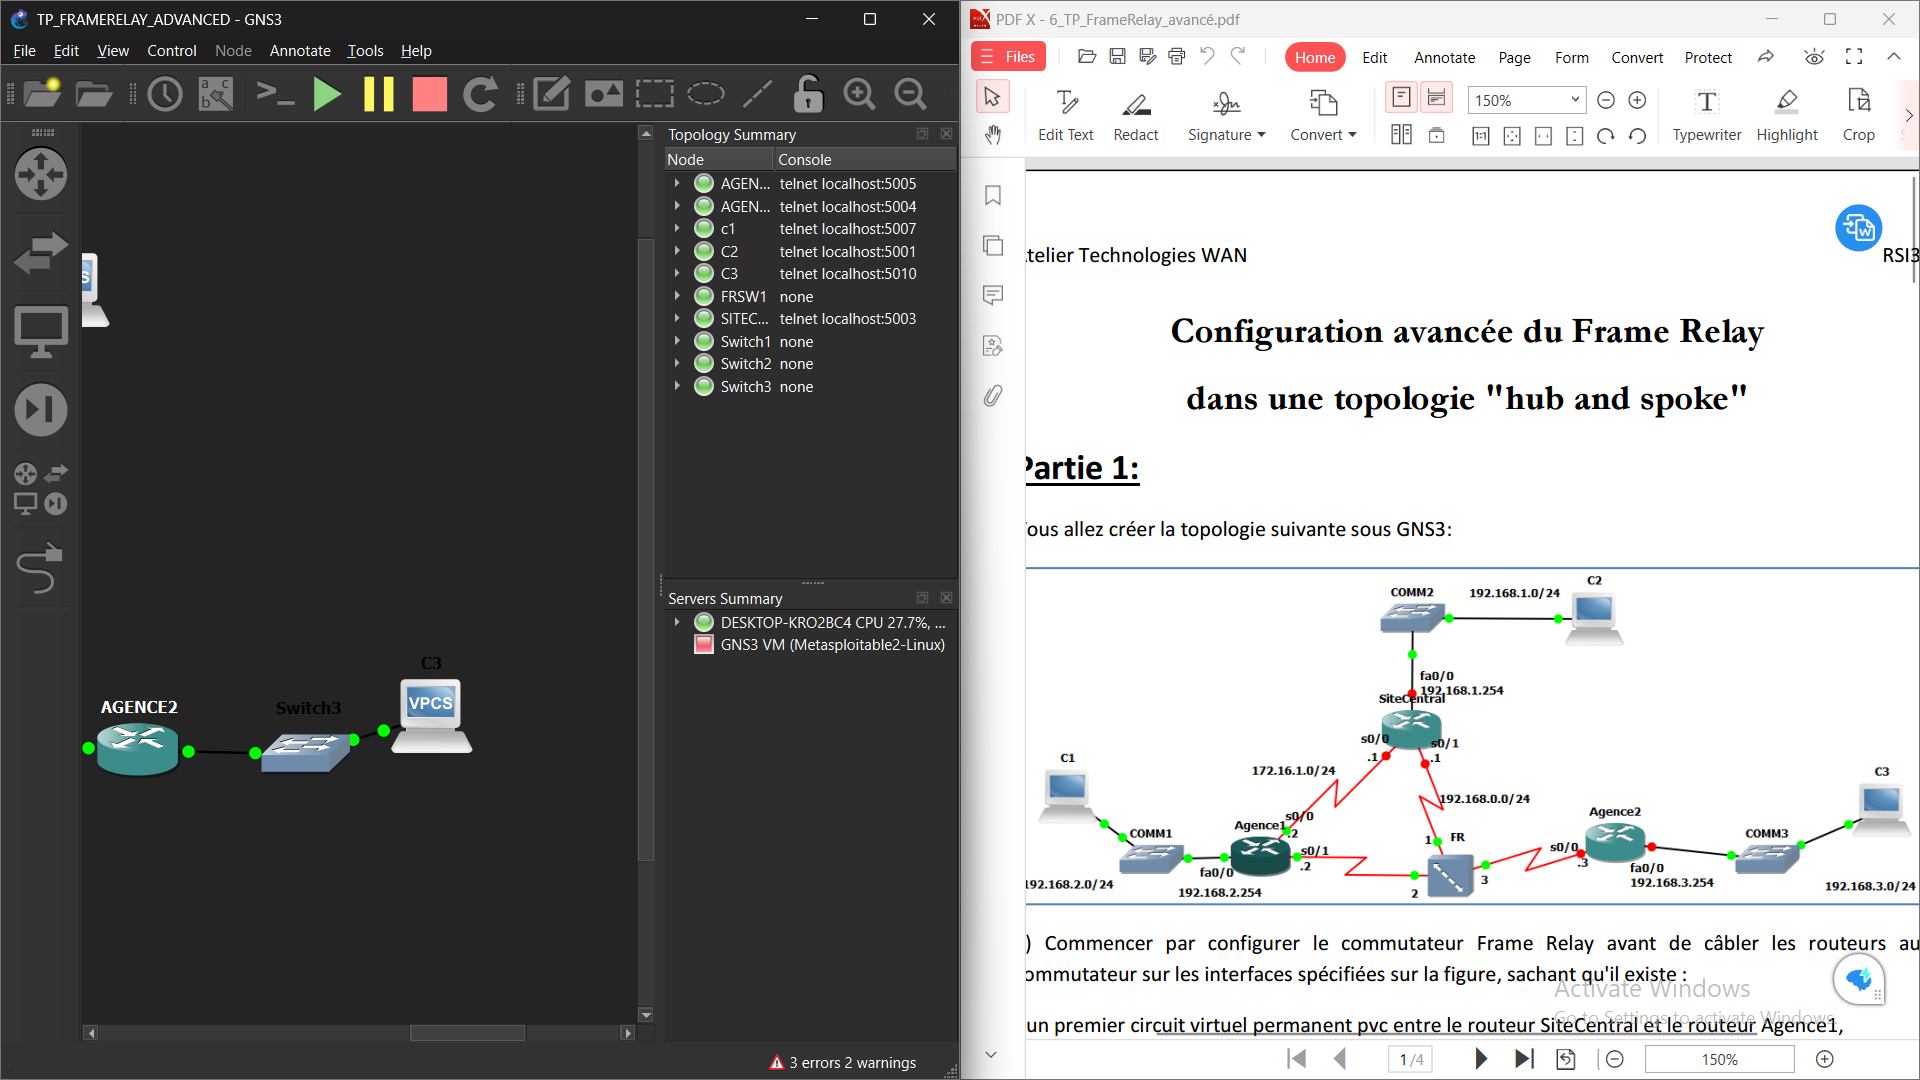 TP_FRAMERELAY_ADVANCED - GNS3
File Edit View Control Node Annotate Tools Help
Topology Summary
Node Console
AGEN... telnet localhost:5005
AGEN... telnet localhost:5004
c1 telnet localhost:5007
C2 telnet localhost:5001
C3 telnet localhost:5010
FRSW1 none
SITEC... telnet localhost:5003
Switch1 none
Switch2 none
Switch3 none
Servers Summary
DESKTOP-KRO2BC4 CPU 27.7%, ...
GNS3 VM (Metasploitable2-Linux)
C3
VPCS
AGENCE2
Switch3
3 errors 2 warnings
PDF X - 6_TP_FrameRelay_avancé.pdf
Files
Home Edit Annotate Page Form Convert Protect
Edit Text Redact Signature Convert
150%
Typewriter Highlight Crop
telier Technologies WAN
RSI3
Configuration avancée du Frame Relay
dans une topologie "hub and spoke"
Partie 1:
ous allez créer la topologie suivante sous GNS3:
C2
COMM2
192.168.1.0/24
fa0/0
192.168.1.254
SiteCentral
s0/0
s0/1
.1
.1
C1
172.16.1.0/24
C3
192.168.0.0/24
s0/0
.2
Agence1
Agence2
COMM1
s0/1
.2
1
FR
s0/0
.3
COMM3
fa0/0
fa0/0
192.168.2.0/24
192.168.2.254
2
3
192.168.3.254
192.168.3.0/24
) Commencer par configurer le commutateur Frame Relay avant de câbler les routeurs au
ommutateur sur les interfaces spécifiées sur la figure, sachant qu'il existe :
Activate Windows
Go to Settings to activate Windows.
un premier circuit virtuel permanent pvc entre le routeur SiteCentral et le routeur Agence1,
1/4
150%